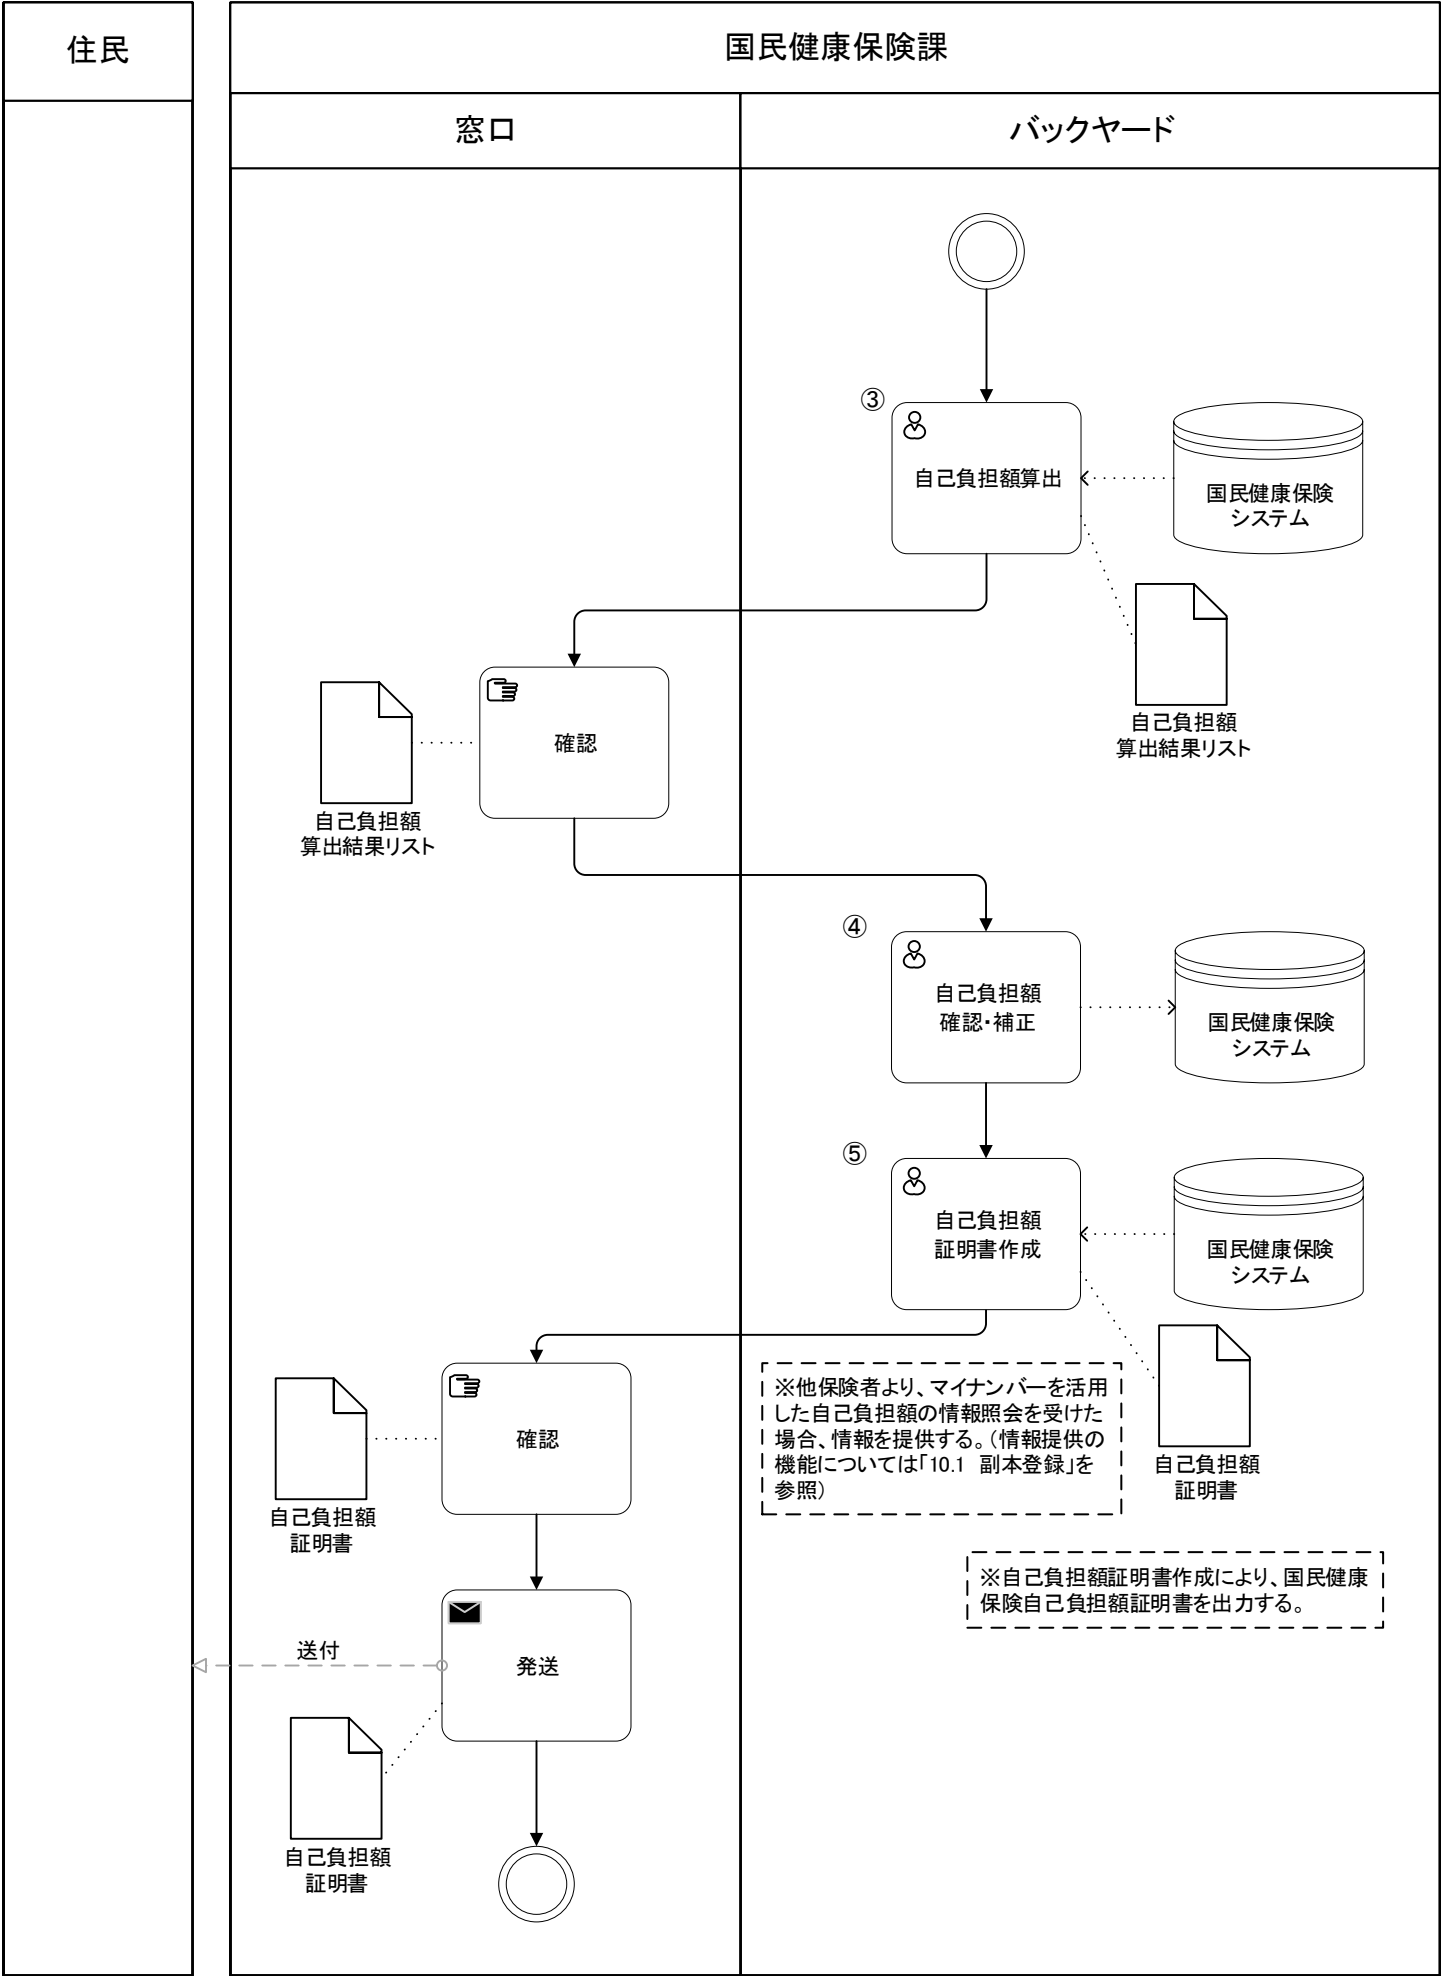 住民
国民健康保険課
窓口
バックヤード
③
自己負担額算出
国民健康保険
システム
自己負担額
算出結果リスト
確認
自己負担額
算出結果リスト
④
自己負担額
確認・補正
国民健康保険
システム
⑤
自己負担額
証明書作成
国民健康保険
システム
自己負担額
証明書
※他保険者より、マイナンバーを活用
した自己負担額の情報照会を受けた
場合、情報を提供する。（情報提供の
機能については「10.1　副本登録」を
参照）
確認
自己負担額
証明書
※自己負担額証明書作成により、国民健康
保険自己負担額証明書を出力する。
送付
発送
自己負担額
証明書